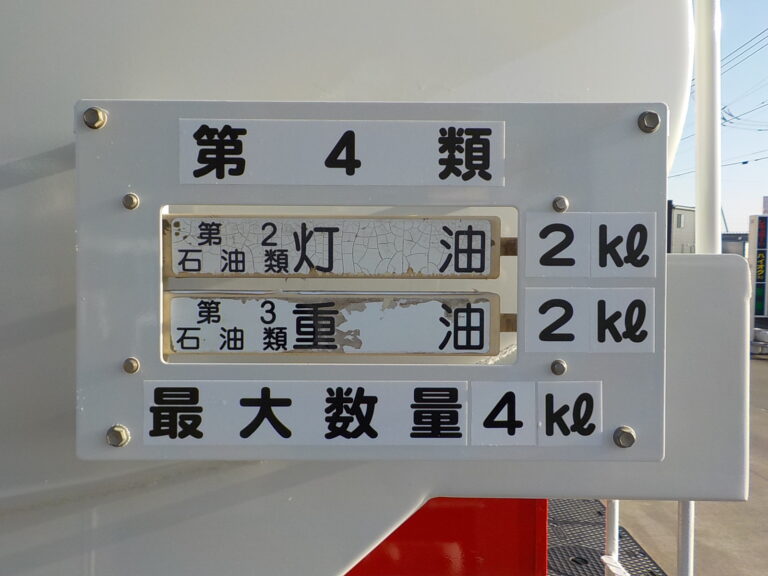 第 4 類
第2石油類 灯油 2 kℓ
第3石油類 重油 2 kℓ
最大数量 4 kℓ